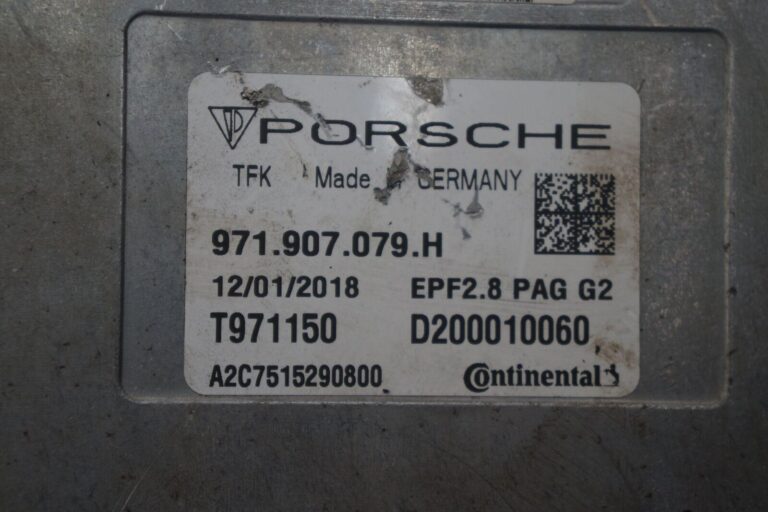 PORSCHE
TFK Made GERMANY
971.907.079.H
12/01/2018 EPF2.8 PAG G2
T971150 D200010060
A2C7515290800 Continental